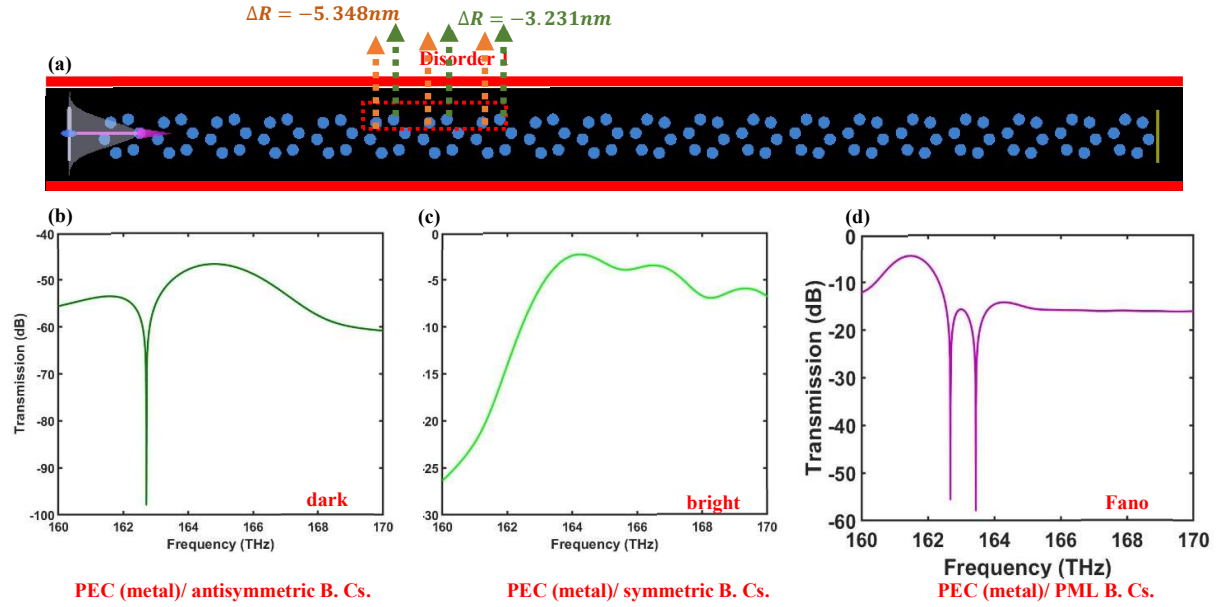 ΔR = −5.348nm ΔR = −3.231nm
Disorder 1
(a)
(b) (c) (d)
-40
-50
-60
-70
-80
-90
-100
Transmission (dB)
160 162 164 166 168 170
Frequency (THz)
dark
0
-5
-10
-15
-20
-25
-30
160 162 164 166 168 170
Frequency (THz)
bright
0
-10
-20
-30
-40
-50
-60
Transmission (dB)
160 162 164 166 168 170
Frequency (THz)
Fano
PEC (metal)/ antisymmetric B. Cs. PEC (metal)/ symmetric B. Cs. PEC (metal)/ PML B. Cs.